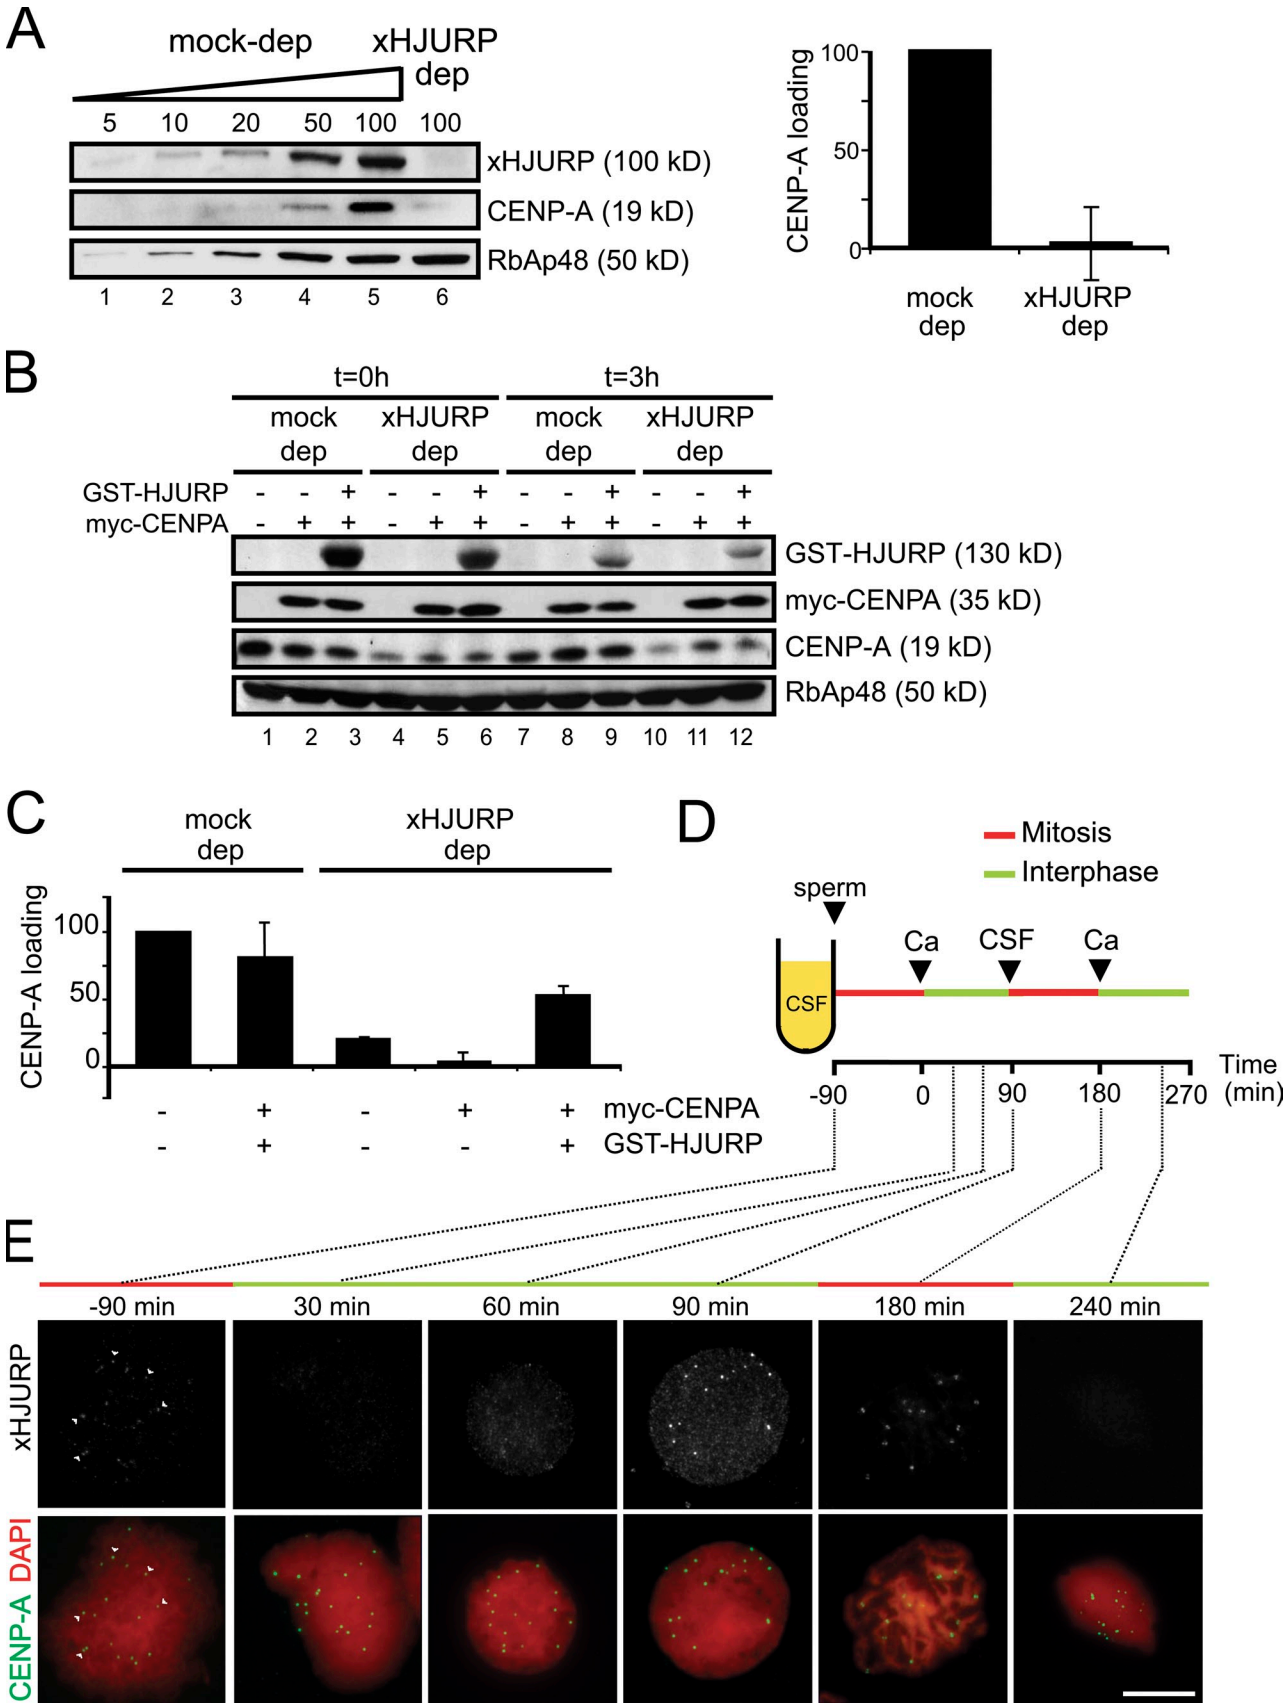 A
mock-dep
xHJURP dep
5 10 20 50 100 100
xHJURP (100 kD)
CENP-A (19 kD)
RbAp48 (50 kD)
1 2 3 4 5 6
CENP-A loading
100
50
0
mock dep
xHJURP dep
B
t=0h t=3h
mock dep
xHJURP dep
mock dep
xHJURP dep
GST-HJURP - - + - - + - - + - - +
myc-CENPA - + + - + + - + + - + +
GST-HJURP (130 kD)
myc-CENPA (35 kD)
CENP-A (19 kD)
RbAp48 (50 kD)
1 2 3 4 5 6 7 8 9 10 11 12
C
mock dep
xHJURP dep
CENP-A loading
100
50
0
- + - + + myc-CENPA
- + - - + GST-HJURP
D
Mitosis
Interphase
sperm
Ca CSF Ca
CSF
Time (min)
-90 0 90 180 270
E
-90 min 30 min 60 min 90 min 180 min 240 min
xHJURP
CENP-A DAPI